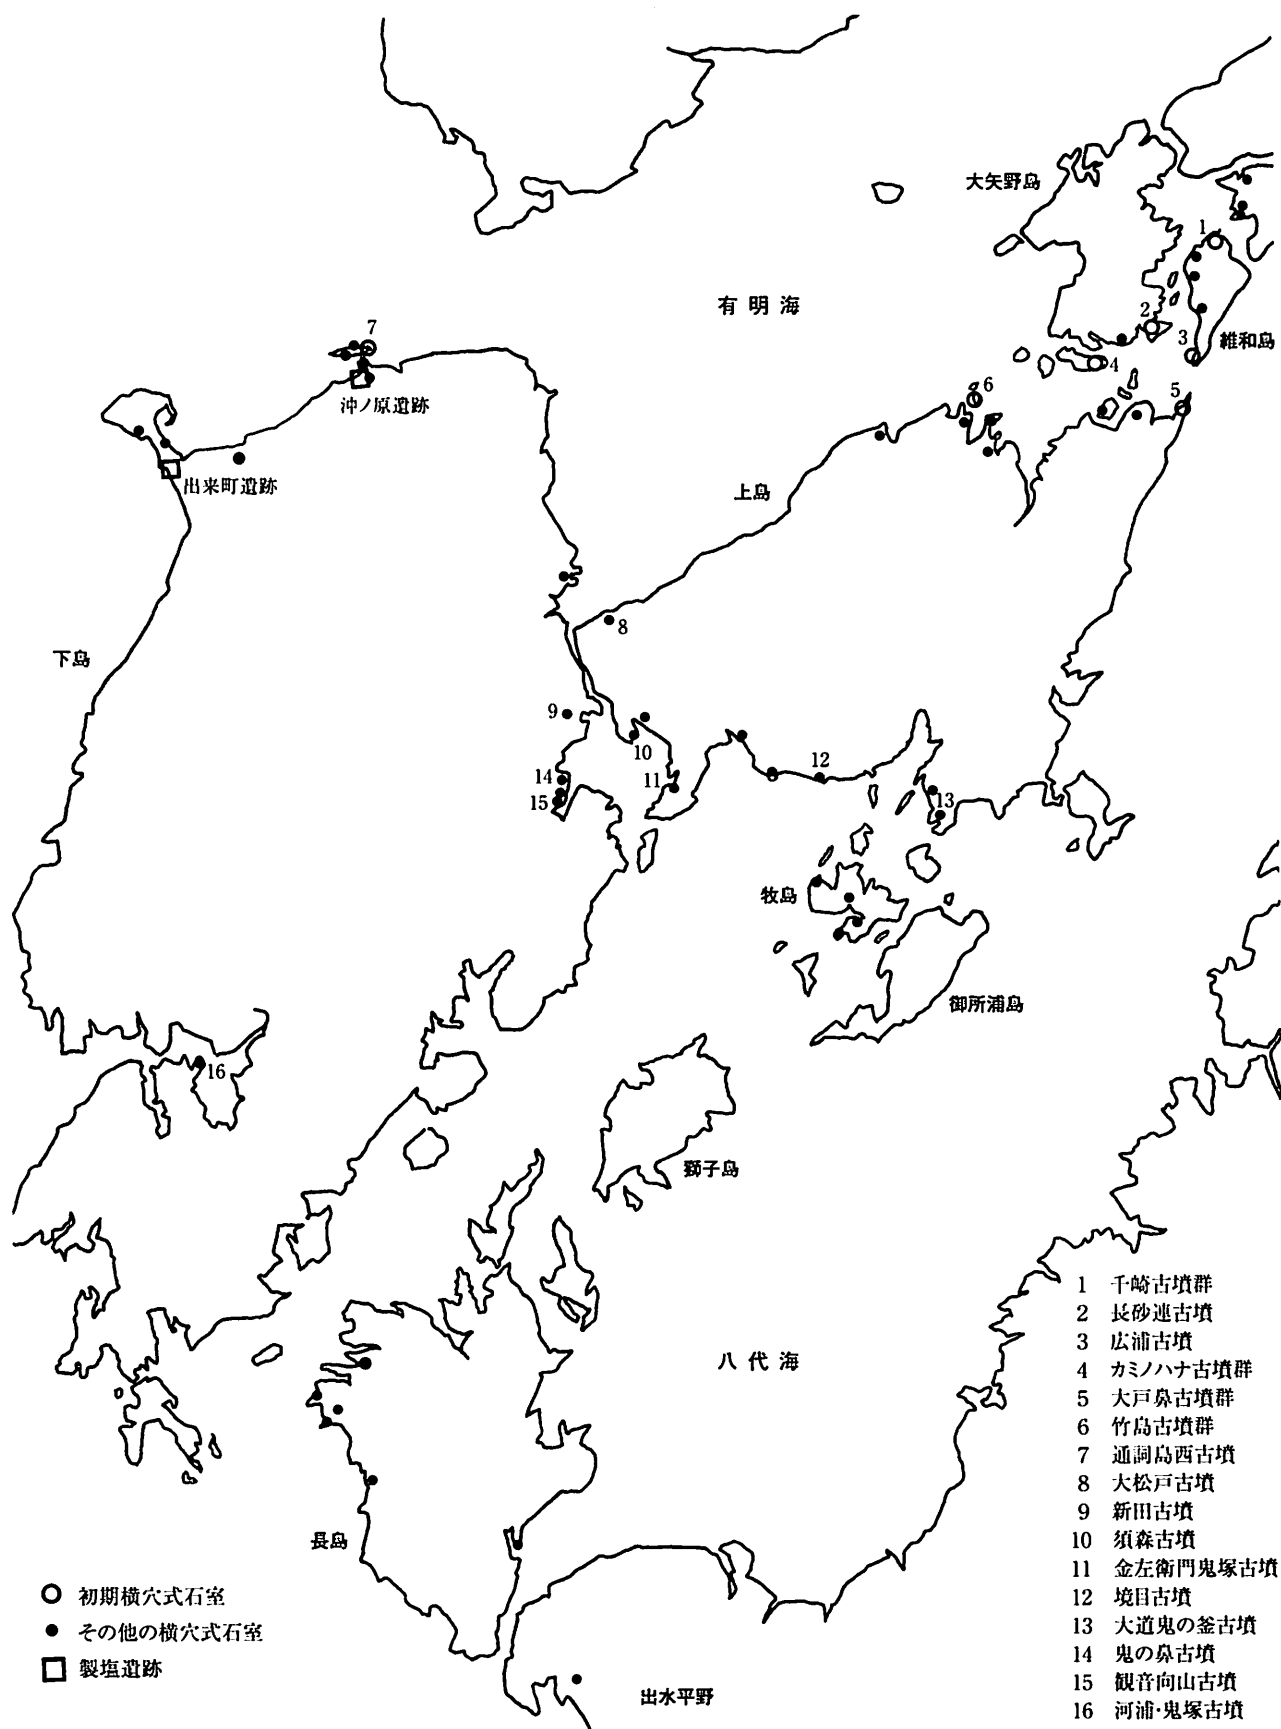 大矢野島
1
有明海
2
維和島
3
7
4
6
5
沖ノ原遺跡
出来町遺跡
上島
8
下島
9
10
12
14
11
15
13
牧島
御所浦島
16
獅子島
八代海
長島
出水平野
1 千崎古墳群
2 長砂連古墳
3 広浦古墳
4 カミノハナ古墳群
5 大戸鼻古墳群
6 竹島古墳群
7 通詞島西古墳
8 大松戸古墳
9 新田古墳
10 須森古墳
11 金左衛門鬼塚古墳
12 境目古墳
13 大道鬼の釜古墳
14 鬼の鼻古墳
15 観音向山古墳
16 河浦・鬼塚古墳
初期横穴式石室
その他の横穴式石室
製塩遺跡